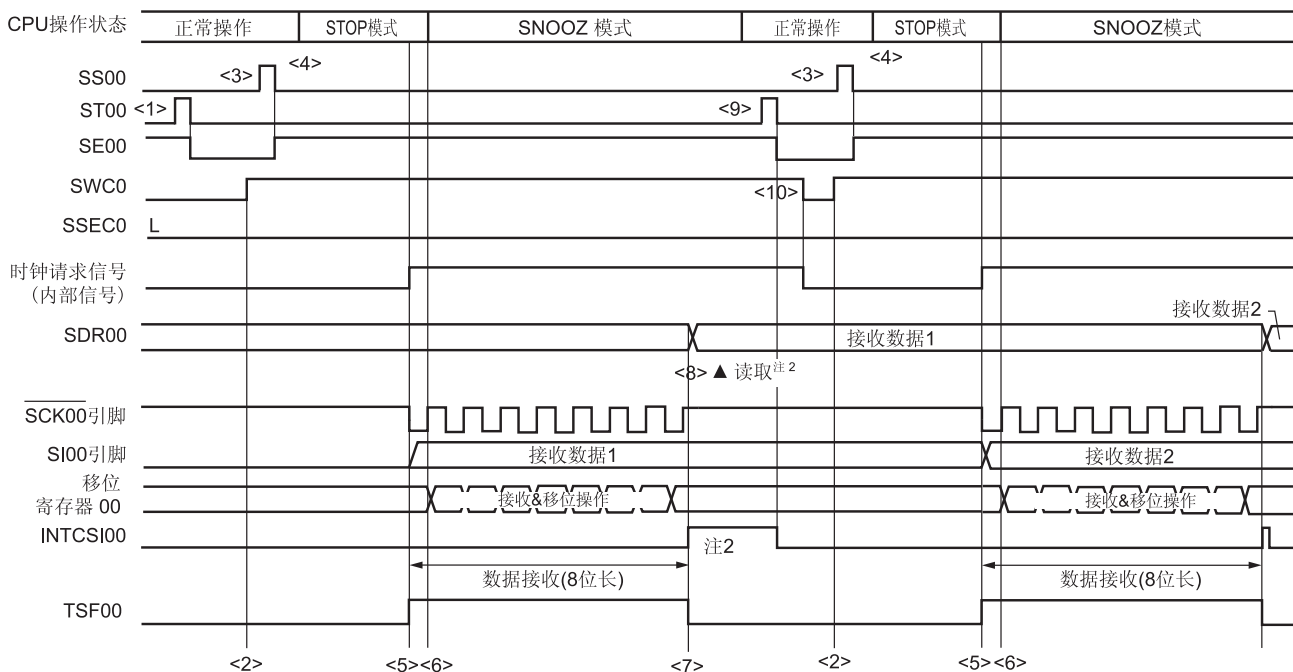 CPU操作状态 正常操作 STOP模式 SNOOZ 模式 正常操作 STOP模式 SNOOZ模式
<4> <4>
SS00 <3> <3>
ST00 <1> <9>
SE00
SWC0 <10>
SSEC0 L
时钟请求信号
（内部信号）
接收数据2
SDR00 接收数据1
<8> ▲ 读取注 2
SCK00引脚
SI00引脚 接收数据1 接收数据2
移位
寄存器 00 接收&移位操作 接收&移位操作
INTCSI00 注2
数据接收(8位长) 数据接收(8位长)
TSF00
<2> <5><6> <7> <2> <5><6>